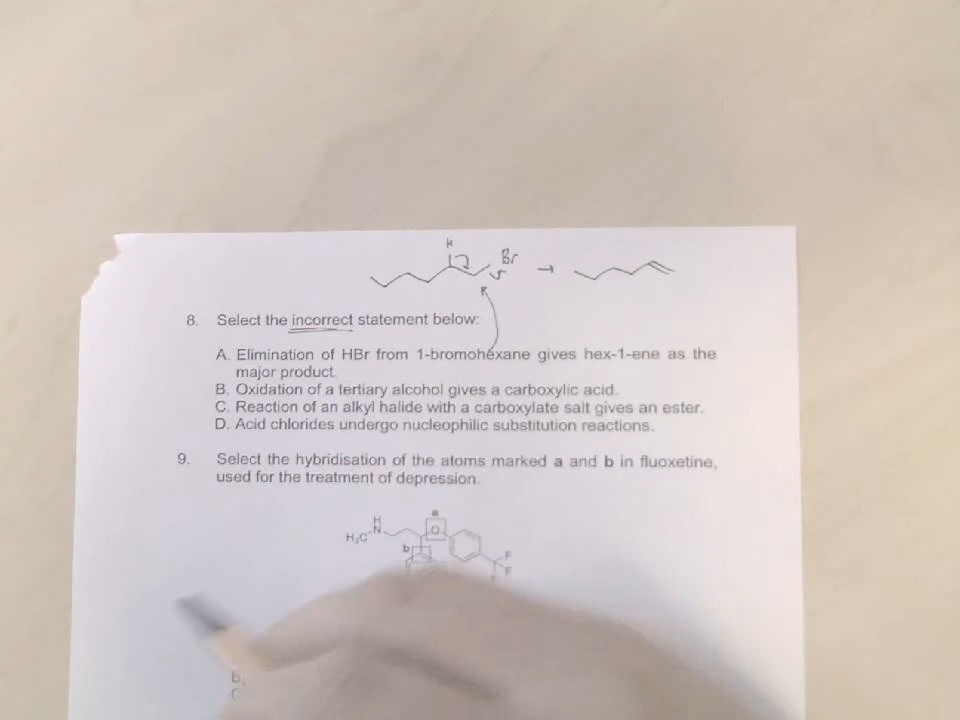 H
Br
8. Select the incorrect statement below:
A. Elimination of HBr from 1-bromohexane gives hex-1-ene as the
major product.
B. Oxidation of a tertiary alcohol gives a carboxylic acid.
C. Reaction of an alkyl halide with a carboxylate salt gives an ester.
D. Acid chlorides undergo nucleophilic substitution reactions.
9. Select the hybridisation of the atoms marked a and b in fluoxetine,
used for the treatment of depression.
a
H
N
H₃C
O
b
F
F
F
B.
C